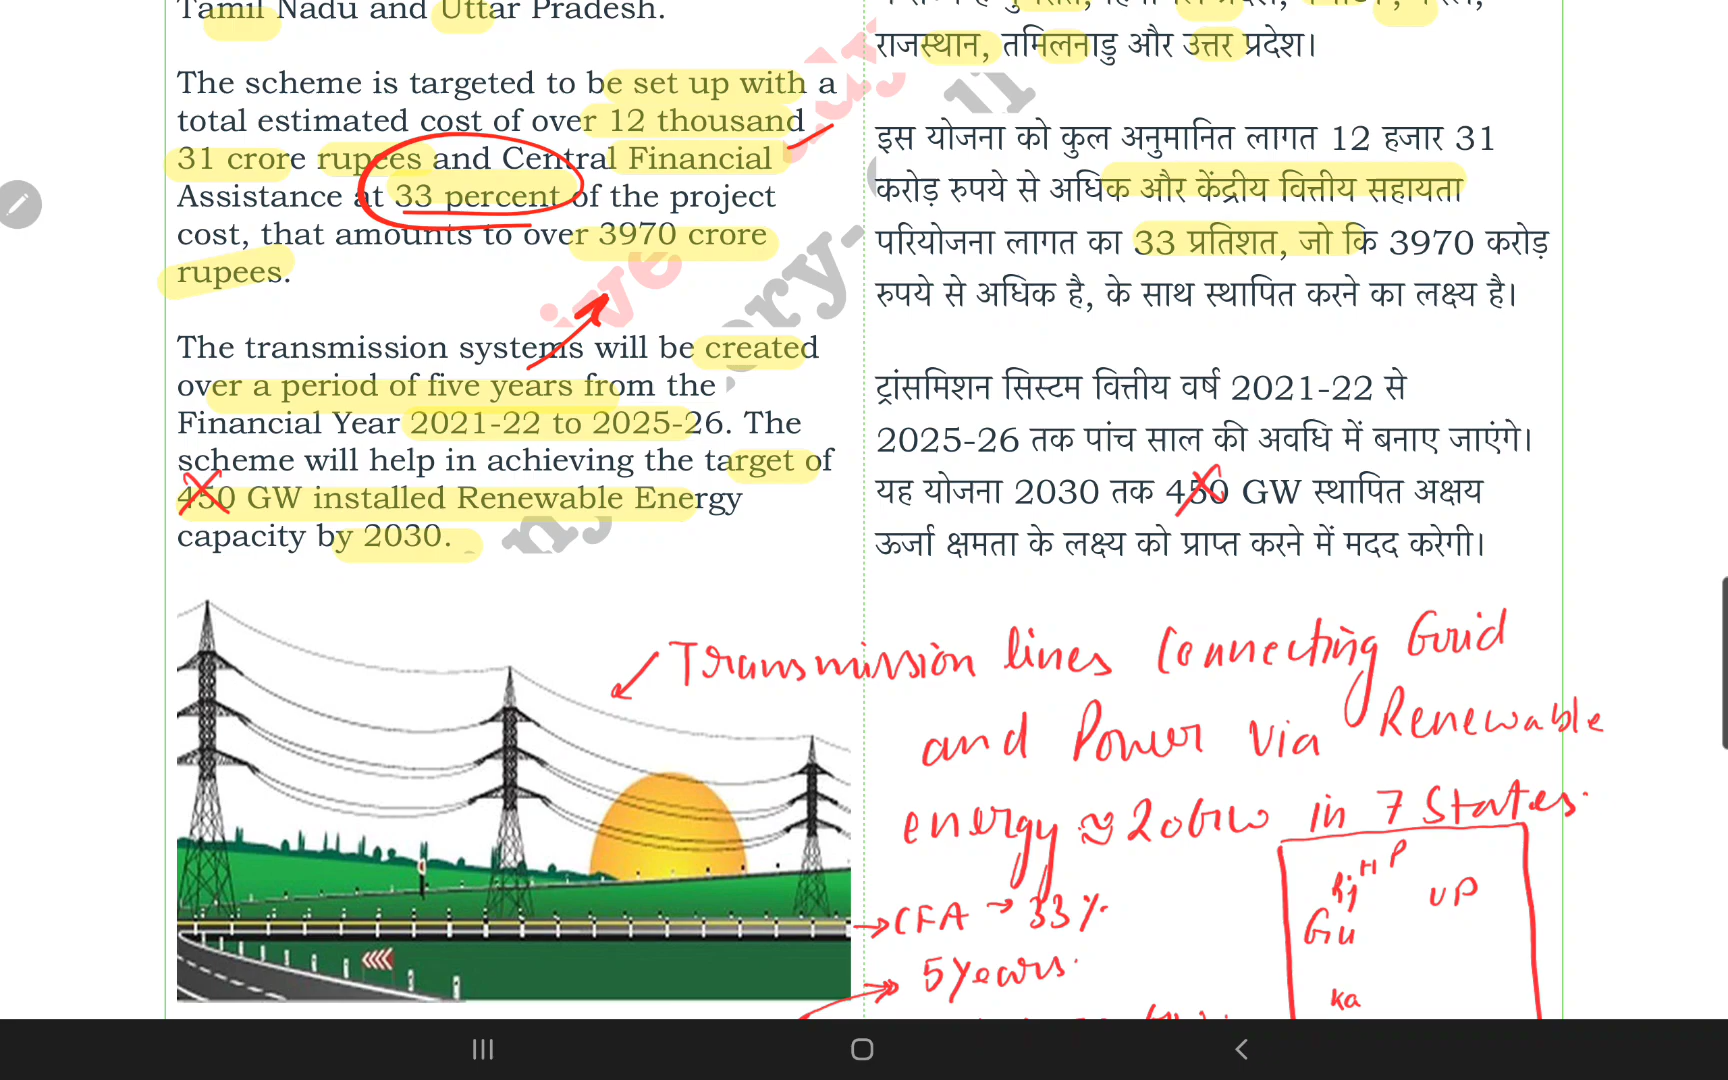 Tamil Nadu and Uttar Pradesh.
The scheme is targeted to be set up with a
total estimated cost of over 12 thousand
31 crore rupees and Central Financial
Assistance at 33 percent of the project
cost, that amounts to over 3970 crore
rupees.
The transmission systems will be created
over a period of five years from the
Financial Year 2021-22 to 2025-26. The
scheme will help in achieving the target of
450 GW installed Renewable Energy
capacity by 2030.
राजस्थान, तमिलनाडु और उत्तर प्रदेश।
इस योजना को कुल अनुमानित लागत 12 हजार 31
करोड़ रुपये से अधिक और केंद्रीय वित्तीय सहायता
परियोजना लागत का 33 प्रतिशत, जो कि 3970 करोड़
रुपये से अधिक है, के साथ स्थापित करने का लक्ष्य है।
ट्रांसमिशन सिस्टम वित्तीय वर्ष 2021-22 से
2025-26 तक पांच साल की अवधि में बनाए जाएंगे।
यह योजना 2030 तक 450 GW स्थापित अक्षय
ऊर्जा क्षमता के लक्ष्य को प्राप्त करने में मदद करेगी।
Transmission lines Connecting Grid
and Power via Renewable
energy ≈ 20GW in 7 States.
CFA → 33%
5 years.
HP
Rj UP
Gu
Ka